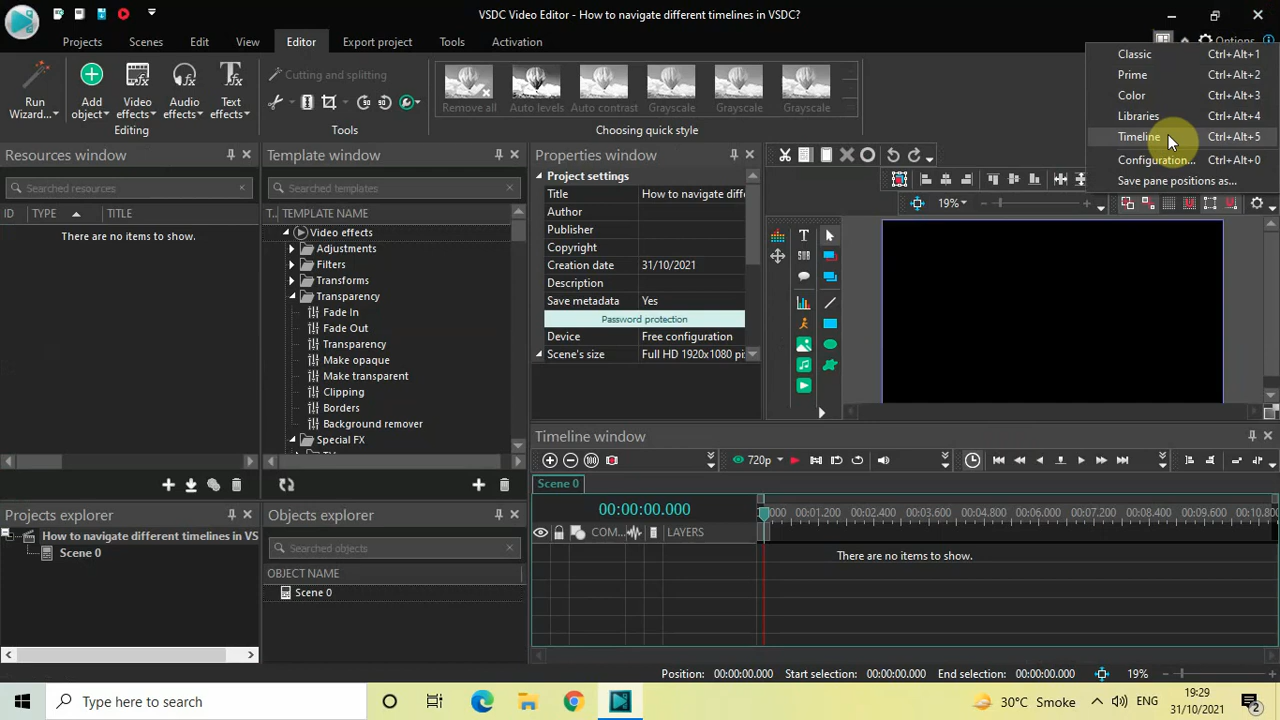 VSDC Video Editor - How to navigate different timelines in VSDC?
Projects Scenes Edit View Editor Export project Tools Activation Options
Classic Ctrl+Alt+1
Prime Ctrl+Alt+2
Color Ctrl+Alt+3
Libraries Ctrl+Alt+4
Timeline Ctrl+Alt+5
Configuration... Ctrl+Alt+0
Save pane positions as...
Run Wizard...
Add object
Video effects
Audio effects
Text effects
Editing
Cutting and splitting
Tools
Remove all Auto levels Auto contrast Grayscale Grayscale Grayscale
Choosing quick style
Resources window
Searched resources
ID TYPE TITLE
There are no items to show.
Template window
Searched templates
T.. TEMPLATE NAME
Video effects
Adjustments
Filters
Transforms
Transparency
Fade In
Fade Out
Transparency
Make opaque
Make transparent
Clipping
Borders
Background remover
Special FX
Properties window
Project settings
Title How to navigate diff
Author
Publisher
Copyright
Creation date 31/10/2021
Description
Save metadata Yes
Password protection
Device Free configuration
Scene's size Full HD 1920x1080 pi
19%
Projects explorer
How to navigate different timelines in VS
Scene 0
Objects explorer
Searched objects
OBJECT NAME
Scene 0
Timeline window
720p
Scene 0
00:00:00.000
000 00:01.200 00:02.400 00:03.600 00:04.800 00:06.000 00:07.200 00:08.400 00:09.600 00:10.800
COM... LAYERS
There are no items to show.
Position: 00:00:00.000 Start selection: 00:00:00.000 End selection: 00:00:00.000 19%
Type here to search
30°C Smoke ENG
19:29
31/10/2021
2